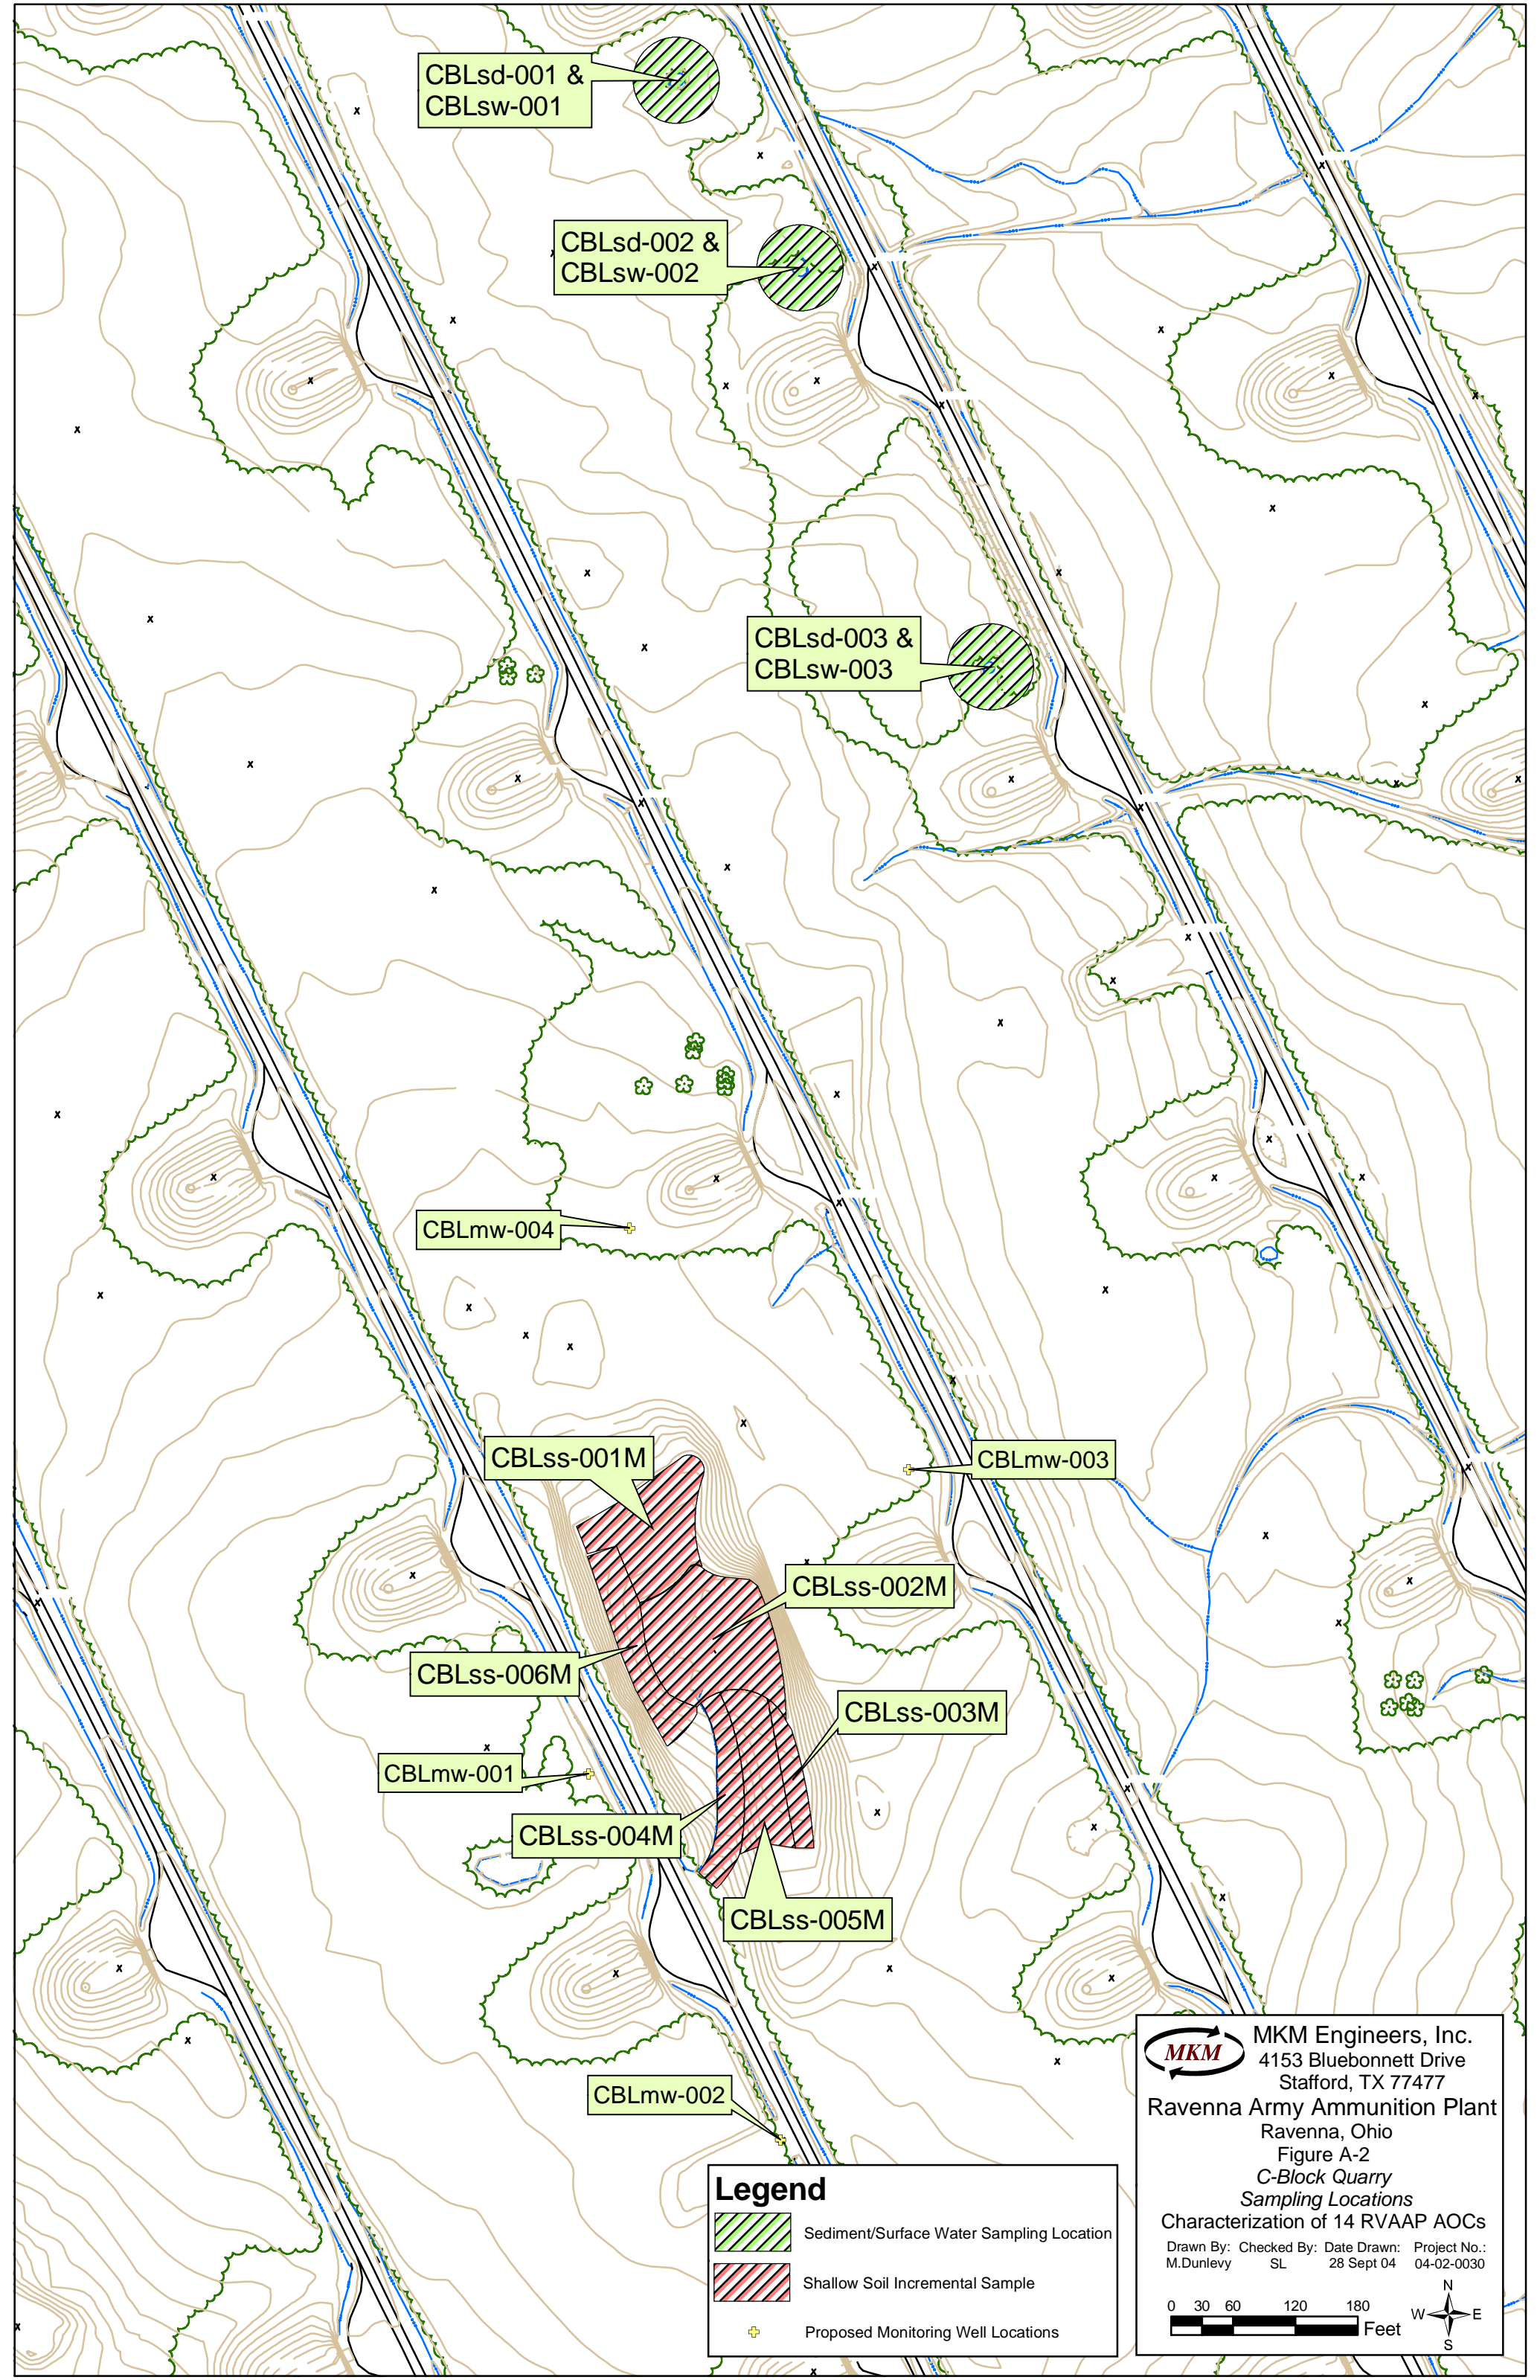 CBLsd-001 &
CBLsw-001
CBLsd-002 &
CBLsw-002
CBLsd-003 &
CBLsw-003
CBLmw-004
CBLss-001M
CBLmw-003
CBLss-002M
CBLss-006M
CBLss-003M
CBLmw-001
CBLss-004M
CBLss-005M
CBLmw-002
Legend
Sediment/Surface Water Sampling Location
Shallow Soil Incremental Sample
Proposed Monitoring Well Locations
MKM
MKM Engineers, Inc.
4153 Bluebonnett Drive
Stafford, TX 77477
Ravenna Army Ammunition Plant
Ravenna, Ohio
Figure A-2
C-Block Quarry
Sampling Locations
Characterization of 14 RVAAP AOCs
Drawn By: Checked By: Date Drawn: Project No.:
M.Dunlevy SL 28 Sept 04 04-02-0030
0 30 60 120 180
Feet
N
W E
S